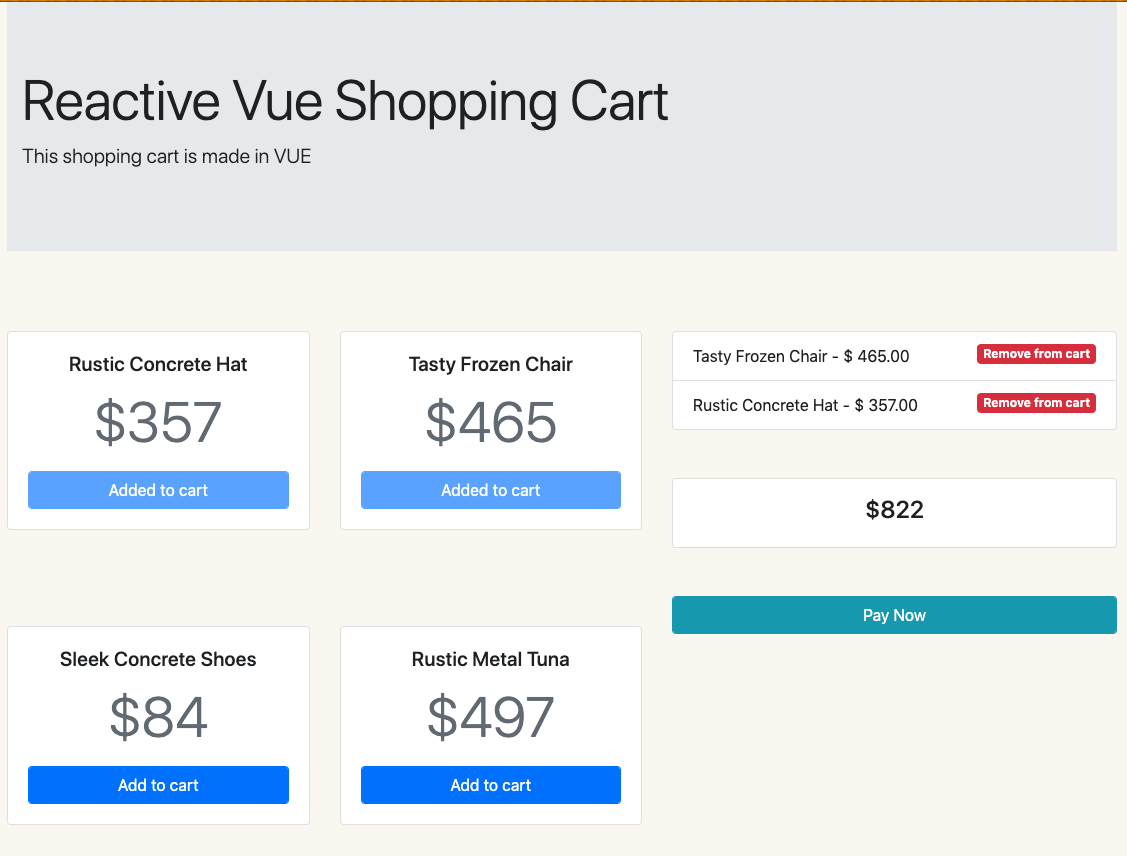 Reactive Vue Shopping Cart
This shopping cart is made in VUE
Rustic Concrete Hat
$357
Added to cart
Tasty Frozen Chair
$465
Added to cart
Tasty Frozen Chair - $ 465.00
Remove from cart
Rustic Concrete Hat - $ 357.00
Remove from cart
$822
Pay Now
Sleek Concrete Shoes
$84
Add to cart
Rustic Metal Tuna
$497
Add to cart